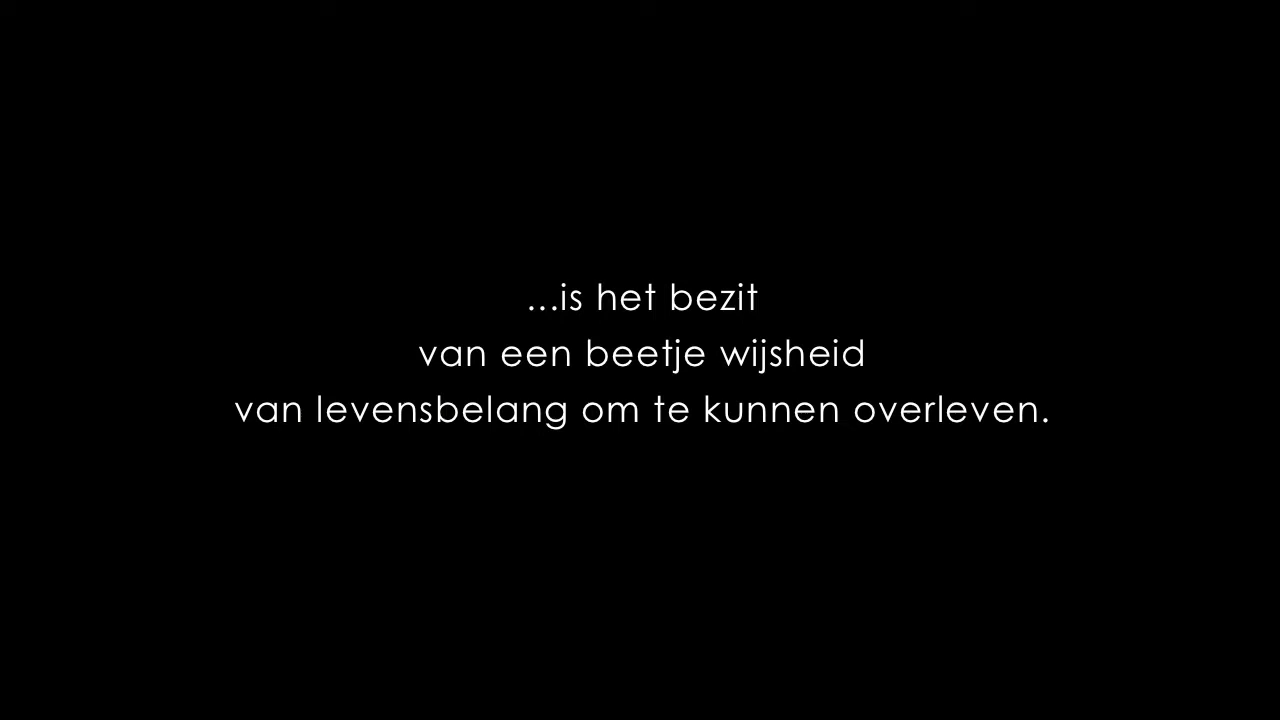 ...is het bezit
van een beetje wijsheid
van levensbelang om te kunnen overleven.